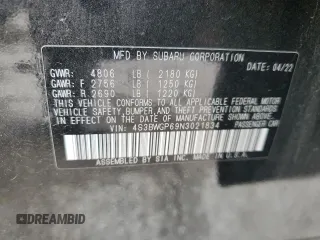 MFD. BY SUBARU CORPORATION
DATE: 04/22
GVWR: 4806 LB ( 2180 KG)
GAWR: F. 2756 LB ( 1250 KG)
GAWR: R. 2690 LB ( 1220 KG)
THIS VEHICLE CONFORMS TO ALL APPLICABLE FEDERAL MOTOR
VEHICLE SAFETY, BUMPER, AND THEFT PREVENTION STANDARDS
IN EFFECT ON THE DATE OF MANUFACTURE SHOWN ABOVE.
VIN: 4S3BWGP69N3021834 PASSENGER CAR
MFD. BY SIA INC. MADE IN U.S.A.
S3BIDMOTORS